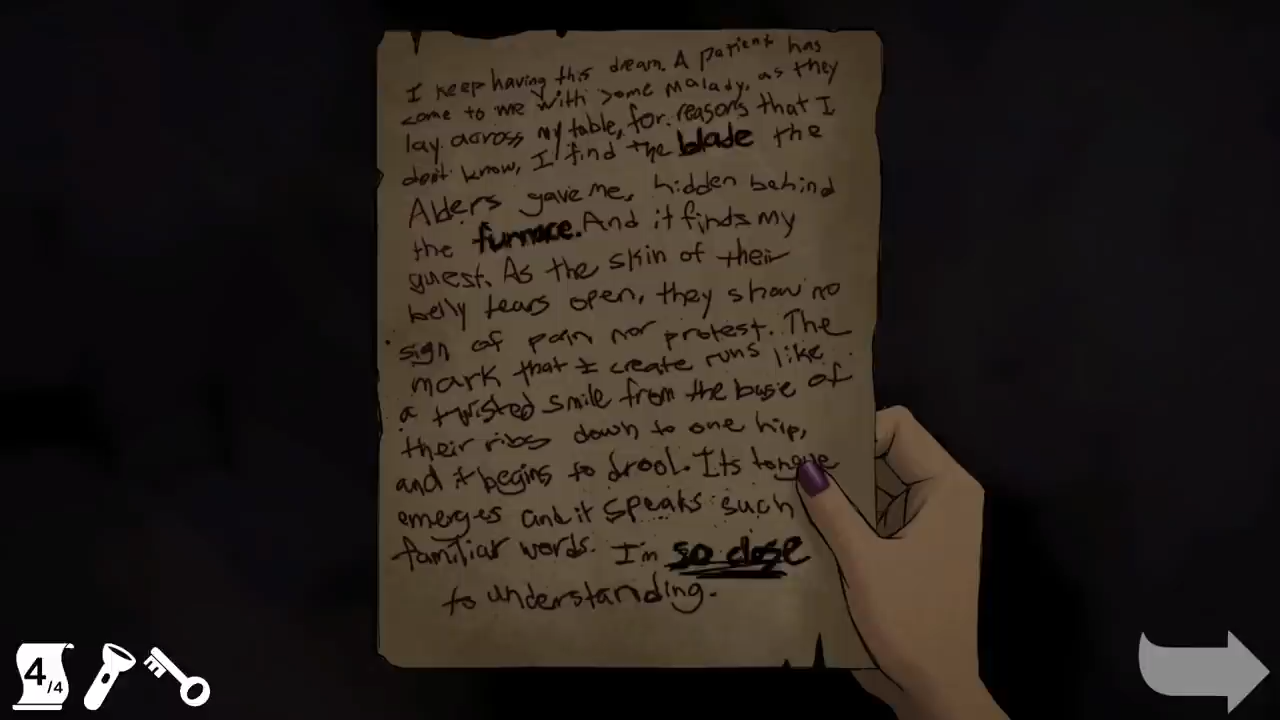 I keep having this dream. A patient has
come to me with some malady, as they
lay across my table, for reasons that I
don't know, I find the blade the
Alders gave me, hidden behind
the furnace. And it finds my
guest. As the skin of their
belly tears open, they show no
sign of pain nor protest. The
mark that I create runs like
a twisted smile from the base of
their ribs down to one hip,
and it begins to drool. Its tongue
emerges and it speaks such
familiar words. I'm so close
to understanding.
4/4